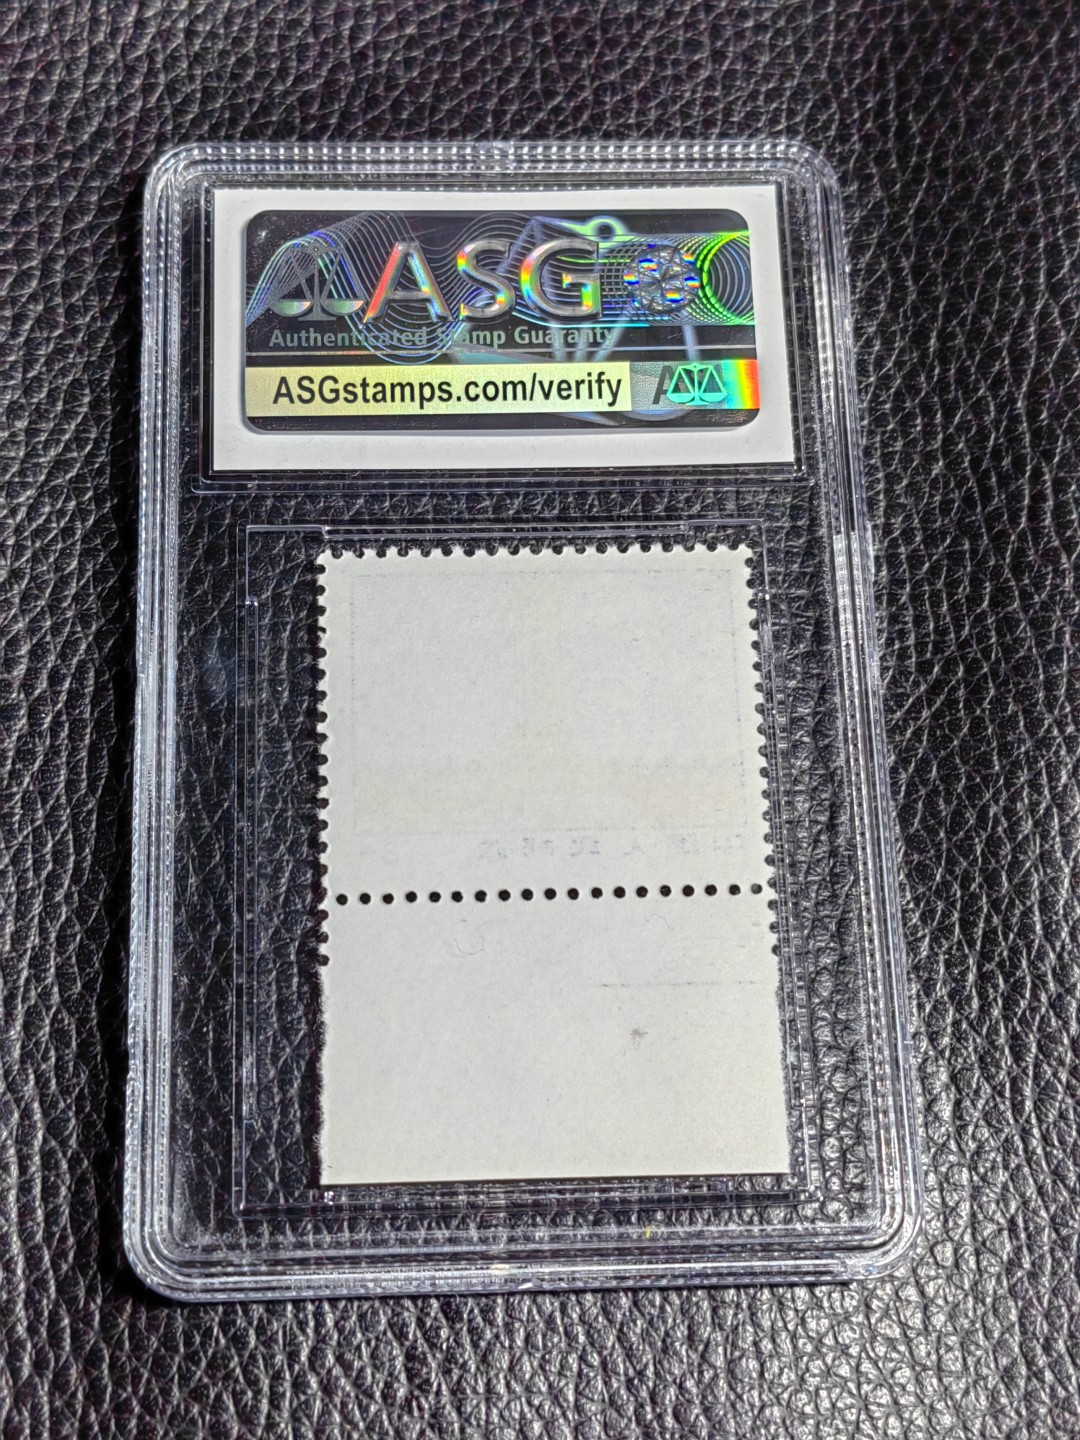 ASG
Authenticated Stamp Guaranty
ASGstamps.com/verify